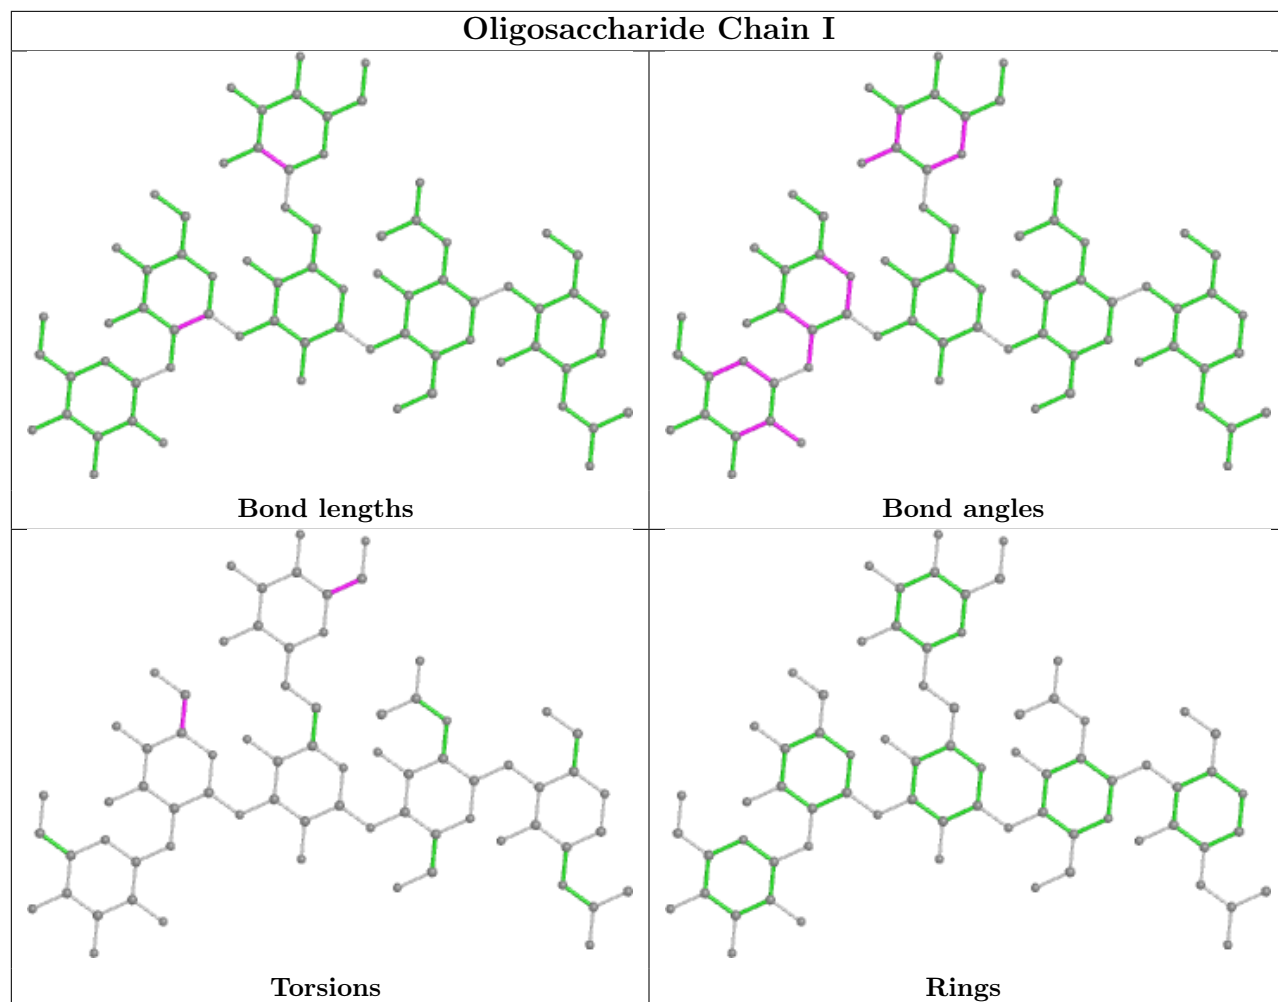 Oligosaccharide Chain I
Bond lengths
Bond angles
Torsions
Rings